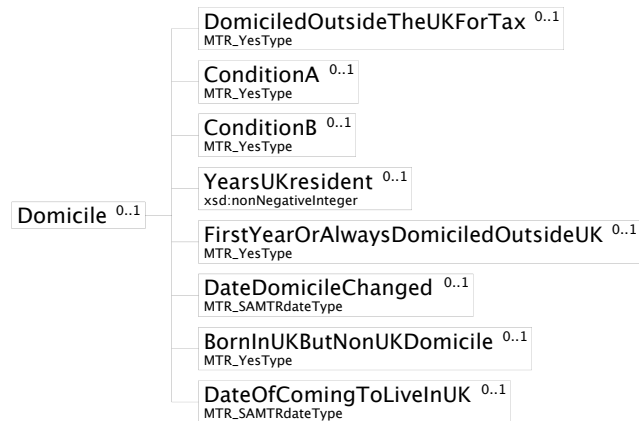 DomiciledOutsideTheUKForTax 0..1
MTR_YesType
ConditionA 0..1
MTR_YesType
ConditionB 0..1
MTR_YesType
YearsUKresident 0..1
xsd:nonNegativeInteger
Domicile 0..1
FirstYearOrAlwaysDomiciledOutsideUK 0..1
MTR_YesType
DateDomicileChanged 0..1
MTR_SAMTRdateType
BornInUKButNonUKDomicile 0..1
MTR_YesType
DateOfComingToLiveInUK 0..1
MTR_SAMTRdateType